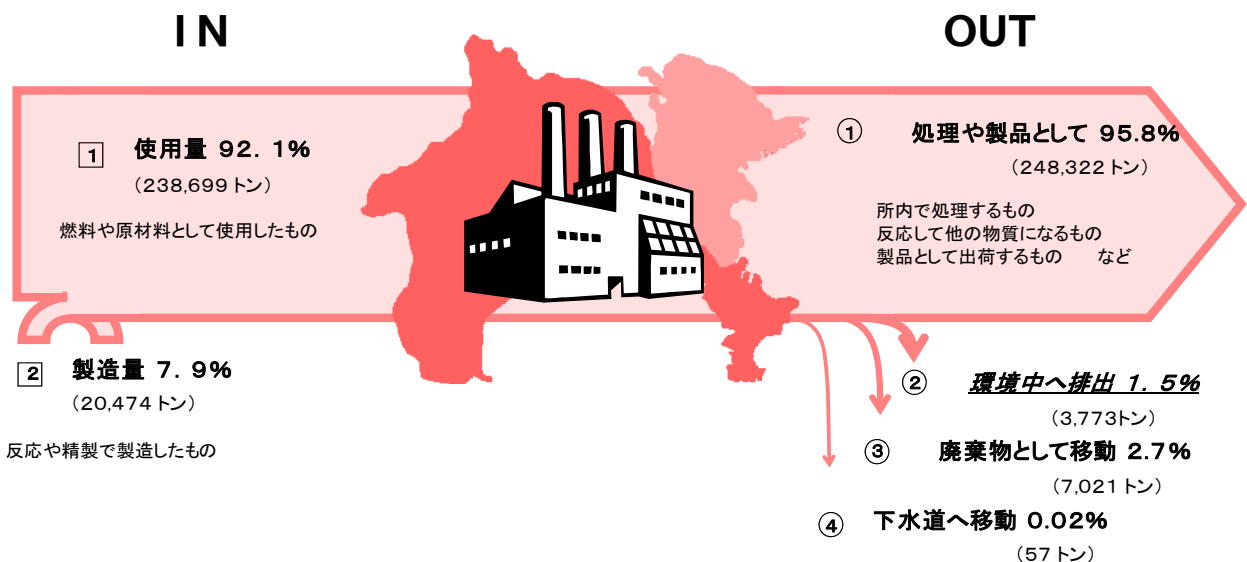 IN
1 使用量 92.1%
(238,699 トン)
燃料や原材料として使用したもの
2 製造量 7.9%
(20,474 トン)
反応や精製で製造したもの
OUT
① 処理や製品として 95.8%
(248,322 トン)
所内で処理するもの
反応して他の物質になるもの
製品として出荷するもの　など
② 環境中へ排出 1.5%
(3,773トン)
③ 廃棄物として移動 2.7%
(7,021 トン)
④ 下水道へ移動 0.02%
(57 トン)